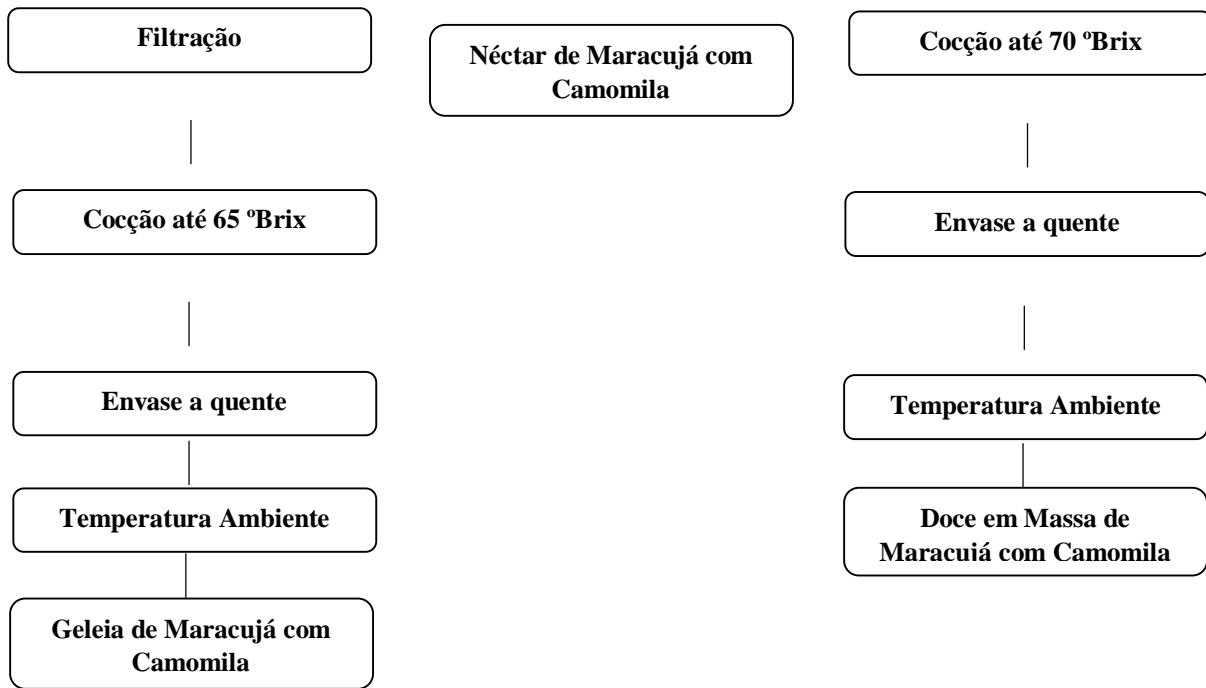 Filtração
Cocção até 65 ºBrix
Envase a quente
Temperatura Ambiente
Geleia de Maracujá com
Camomila
Néctar de Maracujá com
Camomila
Cocção até 70 ºBrix
Envase a quente
Temperatura Ambiente
Doce em Massa de
Maracuiá com Camomila